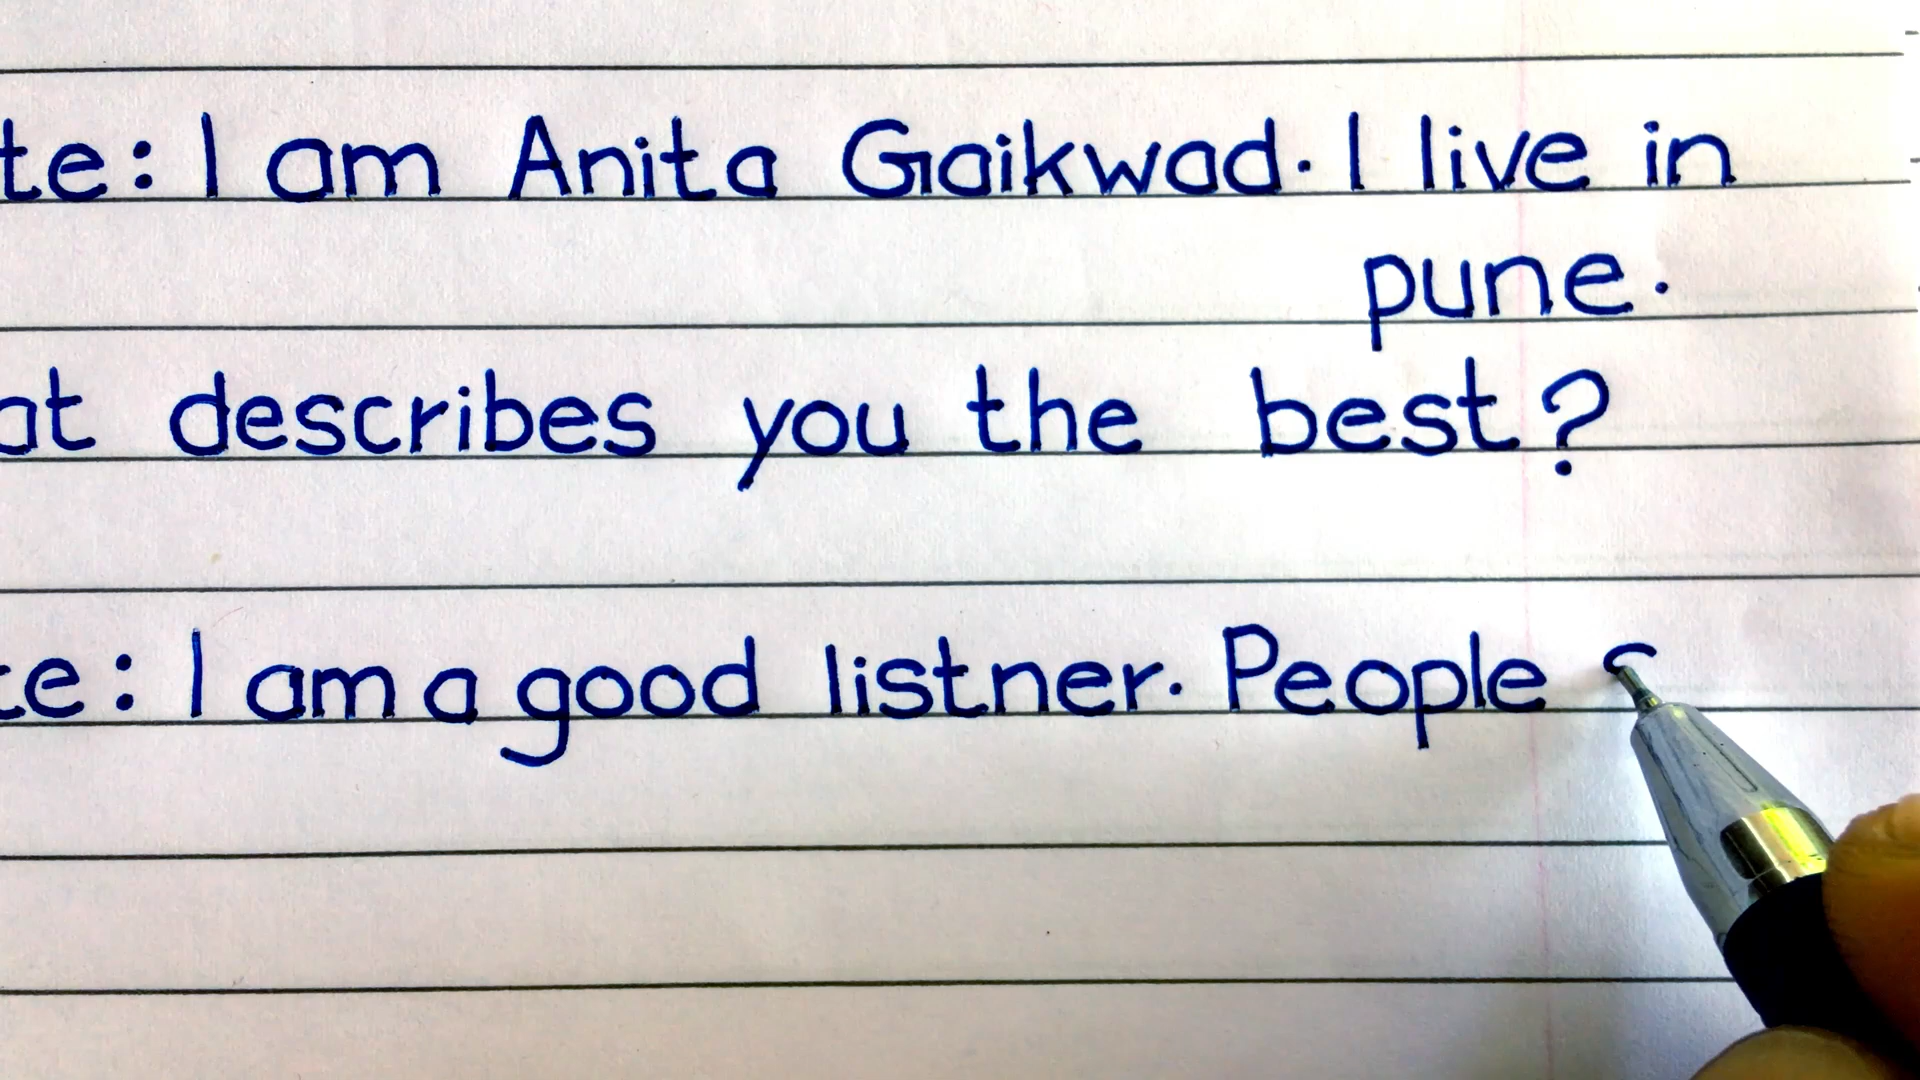 te: I am Anita Gaikwad. I live in
pune.
at describes you the best?
te: I am a good listner. People s